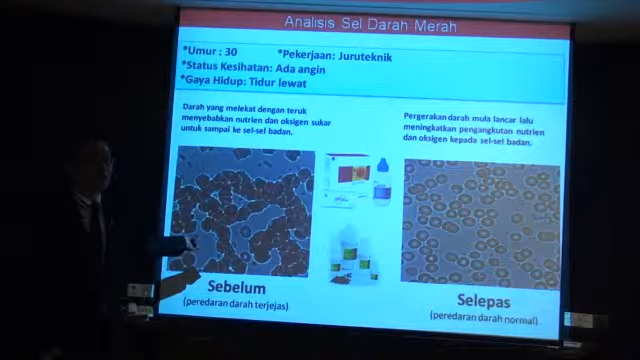 Analisis Sel Darah Merah
*Umur : 30 *Pekerjaan: Juruteknik
*Status Kesihatan: Ada angin
*Gaya Hidup: Tidur lewat
Darah yang melekat dengan teruk
menyebabkan nutrien dan oksigen sukar
untuk sampai ke sel-sel badan.
Pergerakan darah mula lancar lalu
meningkatkan pengangkutan nutrien
dan oksigen kepada sel-sel badan.
Sebelum
(peredaran darah terjejas)
Selepas
(peredaran darah normal)